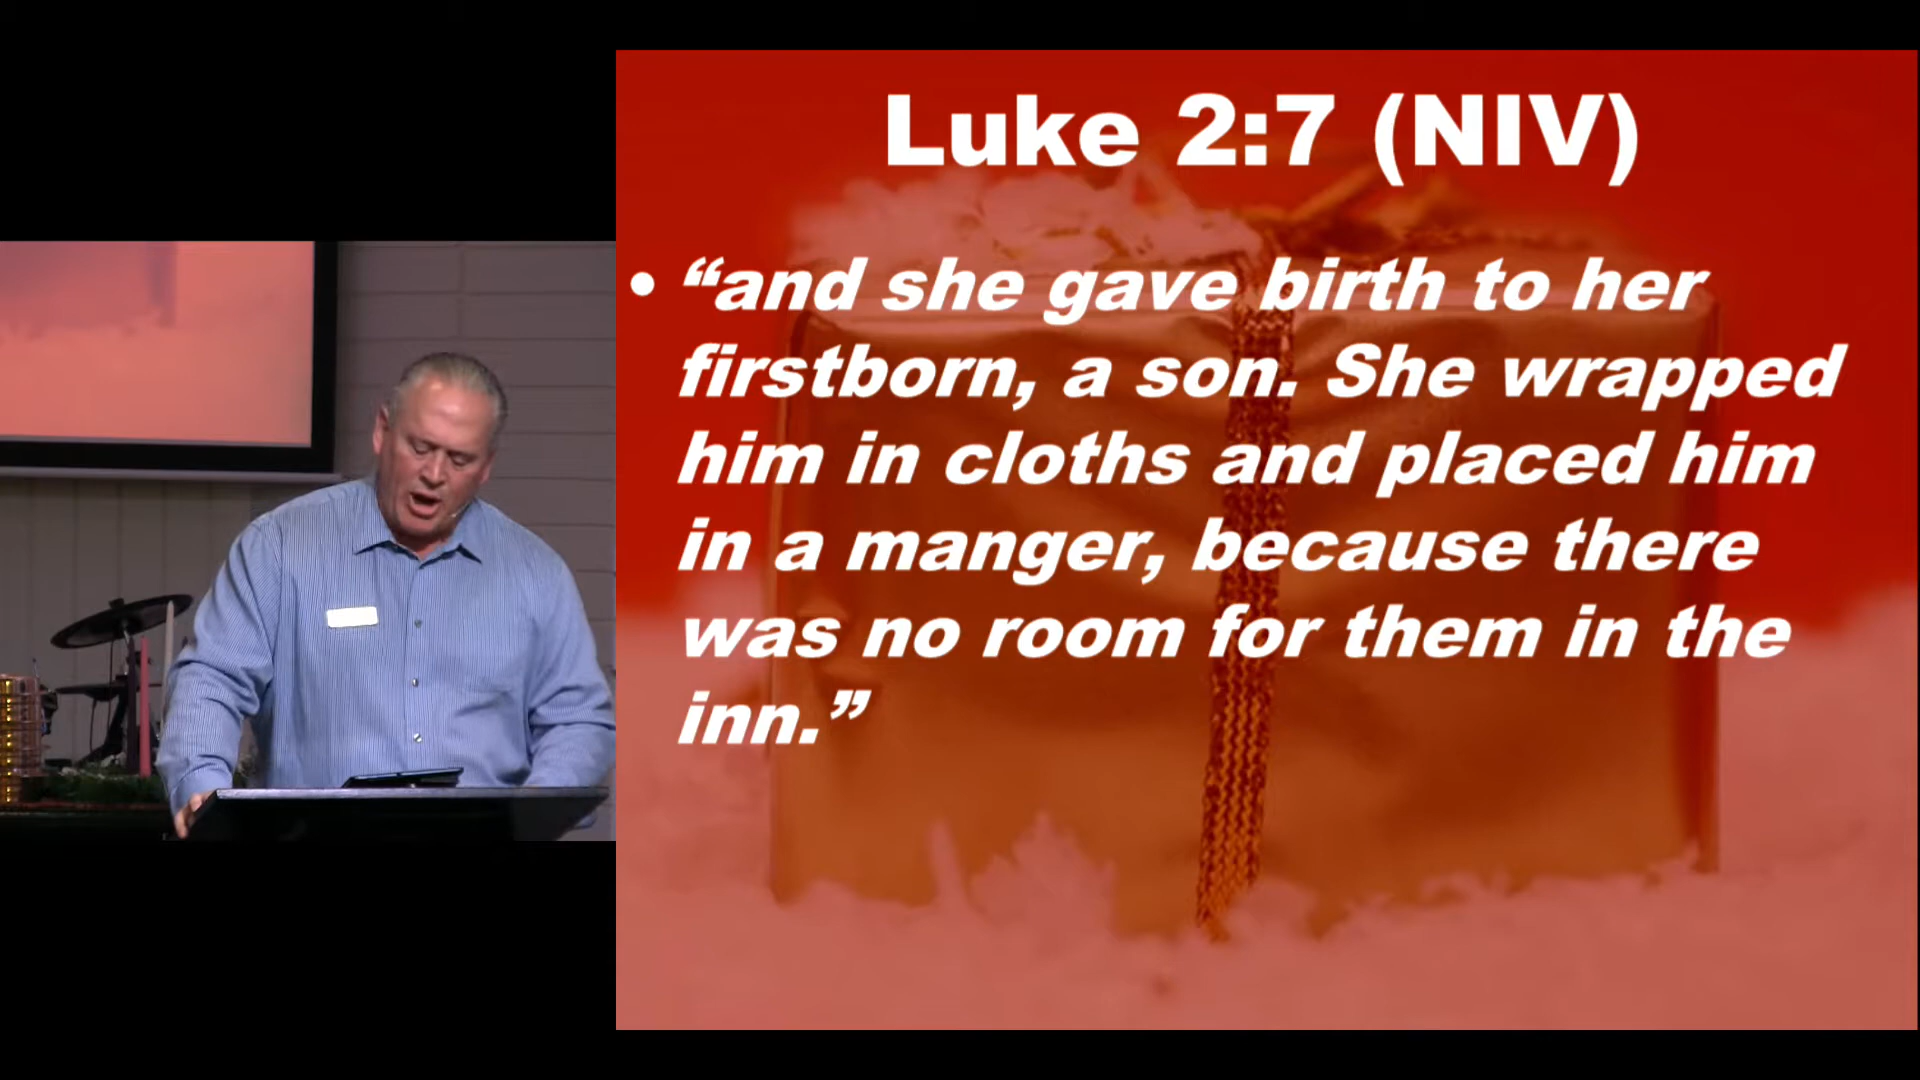 Luke 2:7 (NIV)
• “and she gave birth to her
firstborn, a son. She wrapped
him in cloths and placed him
in a manger, because there
was no room for them in the
inn.”